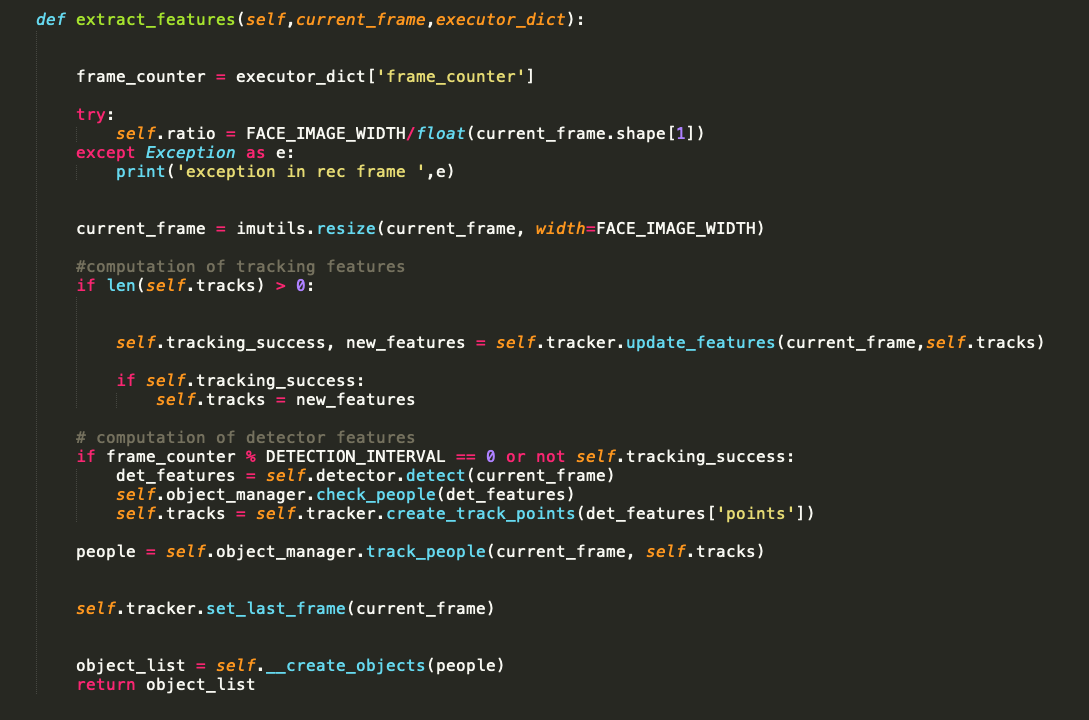 def extract_features(self,current_frame,executor_dict):
frame_counter = executor_dict['frame_counter']
try:
self.ratio = FACE_IMAGE_WIDTH/float(current_frame.shape[1])
except Exception as e:
print('exception in rec frame ',e)
current_frame = imutils.resize(current_frame, width=FACE_IMAGE_WIDTH)
#computation of tracking features
if len(self.tracks) > 0:
self.tracking_success, new_features = self.tracker.update_features(current_frame,self.tracks)
if self.tracking_success:
self.tracks = new_features
# computation of detector features
if frame_counter % DETECTION_INTERVAL == 0 or not self.tracking_success:
det_features = self.detector.detect(current_frame)
self.object_manager.check_people(det_features)
self.tracks = self.tracker.create_track_points(det_features['points'])
people = self.object_manager.track_people(current_frame, self.tracks)
self.tracker.set_last_frame(current_frame)
object_list = self.__create_objects(people)
return object_list